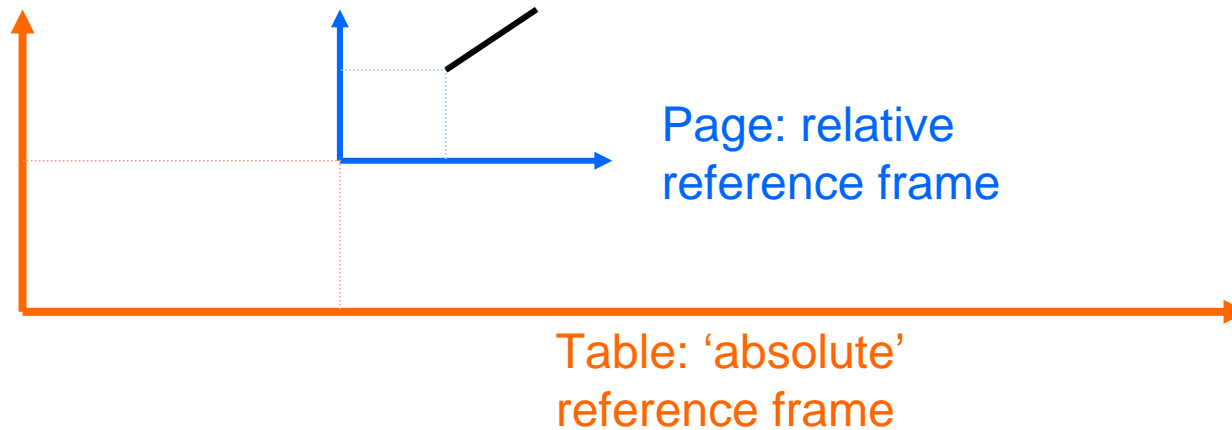 Page: relative
reference frame
Table: ‘absolute’
reference frame